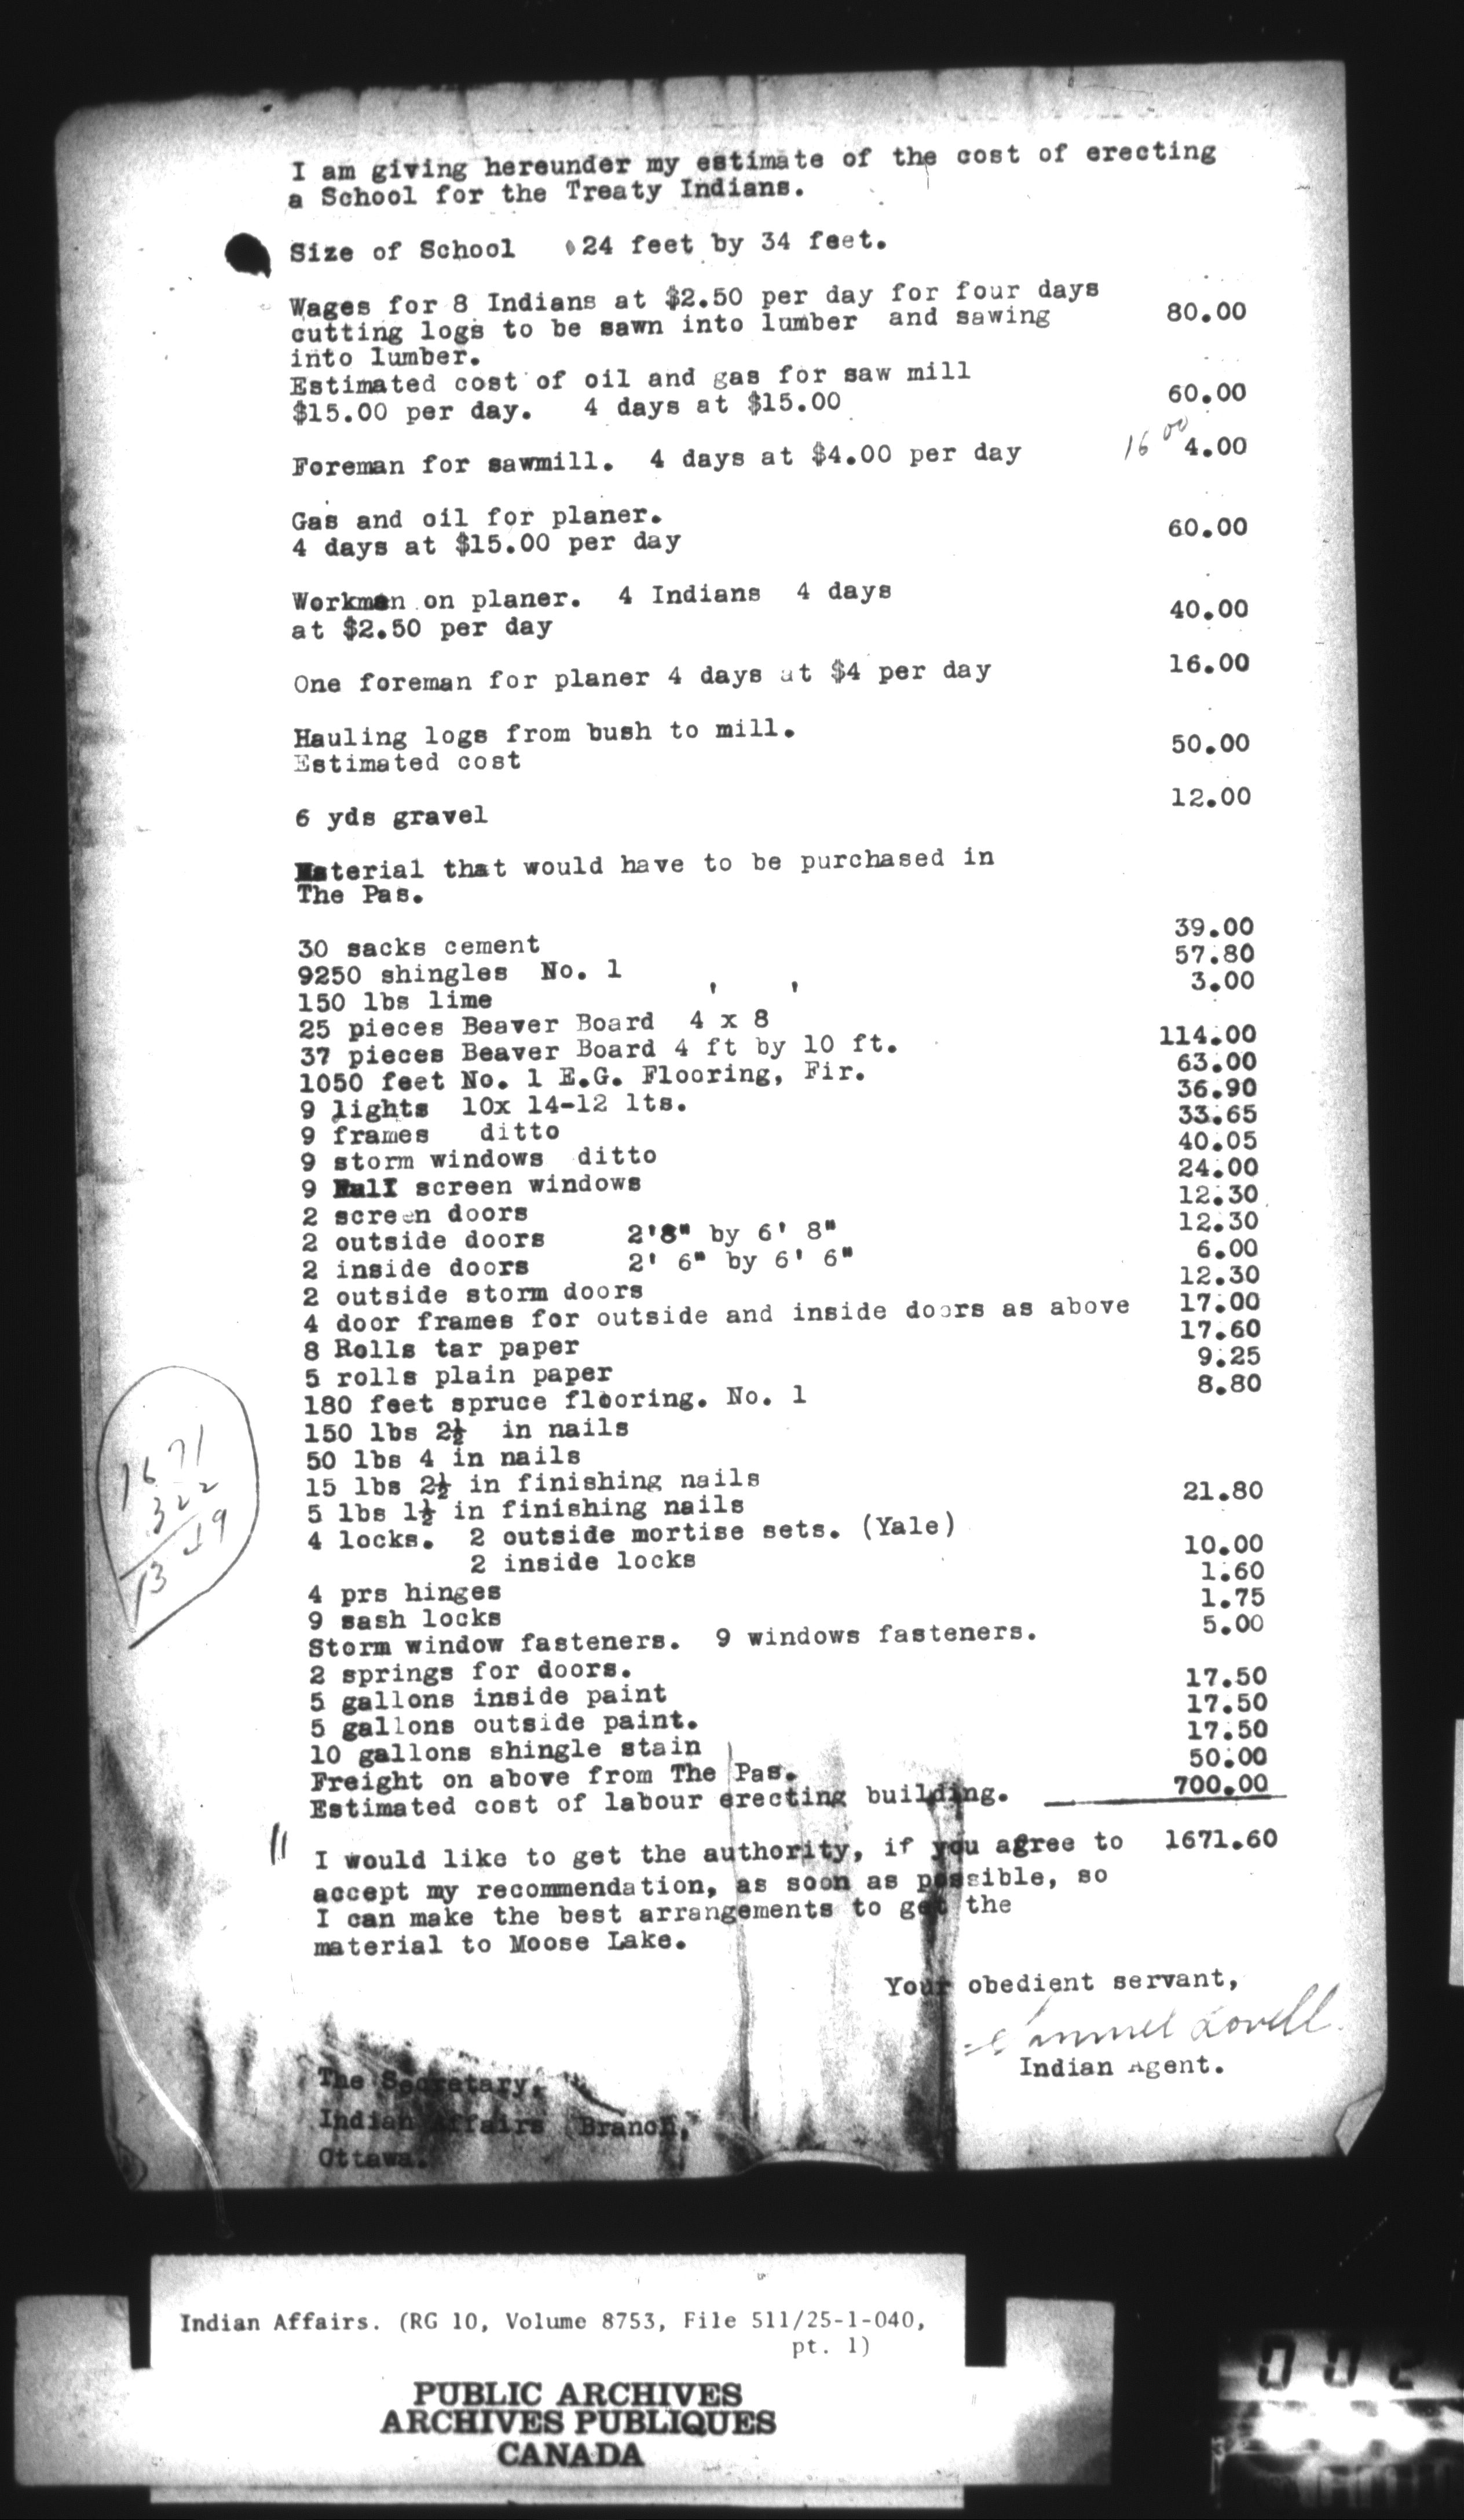 I am giving hereunder my estimate of the cost of erecting
a School for the Treaty Indians.
Size of School 24 feet by 34 feet.
Wages for 8 Indians at $2.50 per day for four days
cutting logs to be sawn into lumber and sawing 80.00
into lumber.
Estimated cost of oil and gas for saw mill
$15.00 per day. 4 days at $15.00 60.00
Foreman for sawmill. 4 days at $4.00 per day 16 00 4.00
Gas and oil for planer.
4 days at $15.00 per day 60.00
Workmen on planer. 4 Indians 4 days
at $2.50 per day 40.00
One foreman for planer 4 days at $4 per day 16.00
Hauling logs from bush to mill.
Estimated cost 50.00
6 yds gravel 12.00
Material that would have to be purchased in
The Pas.
30 sacks cement 39.00
9250 shingles No. 1 57.80
150 lbs lime 3.00
25 pieces Beaver Board 4 x 8
37 pieces Beaver Board 4 ft by 10 ft. 114.00
1050 feet No. 1 E.G. Flooring, Fir. 63.00
9 lights 10x 14-12 lts. 36.90
9 frames ditto 33.65
9 storm windows ditto 40.05
9 Half screen windows 24.00
2 screen doors 12.30
2 outside doors 2'8" by 6' 8" 12.30
2 inside doors 2' 6" by 6' 6" 6.00
2 outside storm doors 12.30
4 door frames for outside and inside doors as above 17.00
8 Rolls tar paper 17.60
5 rolls plain paper 9.25
180 feet spruce flooring. No. 1 8.80
150 lbs 2½ in nails
50 lbs 4 in nails
15 lbs 2½ in finishing nails
5 lbs 1½ in finishing nails 21.80
4 locks. 2 outside mortise sets. (Yale)
2 inside locks 10.00
4 prs hinges 1.60
9 sash locks 1.75
Storm window fasteners. 9 windows fasteners. 5.00
2 springs for doors.
5 gallons inside paint 17.50
5 gallons outside paint. 17.50
10 gallons shingle stain 17.50
Freight on above from The Pas. 50.00
Estimated cost of labour erecting building. 700.00
1671
322
I would like to get the authority, if you agree to 1671.60
accept my recommendation, as soon as possible, so
I can make the best arrangements to get the
material to Moose Lake.
Your obedient servant,
Samuel Lovell
Indian Agent.
The Secretary,
Indian Affairs Branch,
Ottawa.
Indian Affairs. (RG 10, Volume 8753, File 511/25-1-040,
pt. 1)
PUBLIC ARCHIVES
ARCHIVES PUBLIQUES
CANADA
002